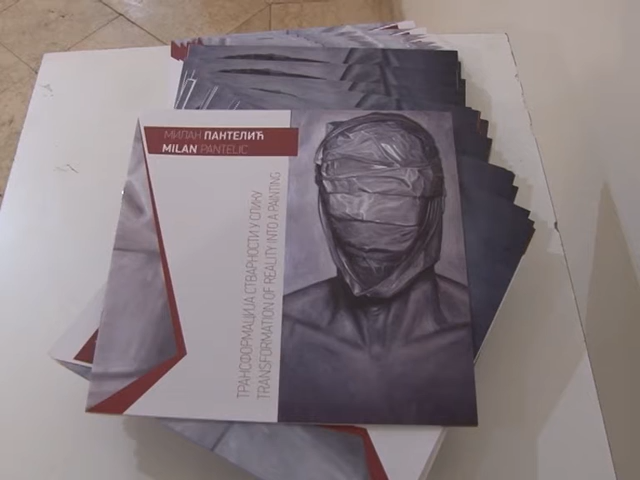 МИЛАН ПАНТЕЛИЋ
MILAN PANTELIC
ТРАНСФОРМАЦИЈА СТВАРНОСТИ У СЛИКУ
TRANSFORMATION OF REALITY INTO A PAINTING